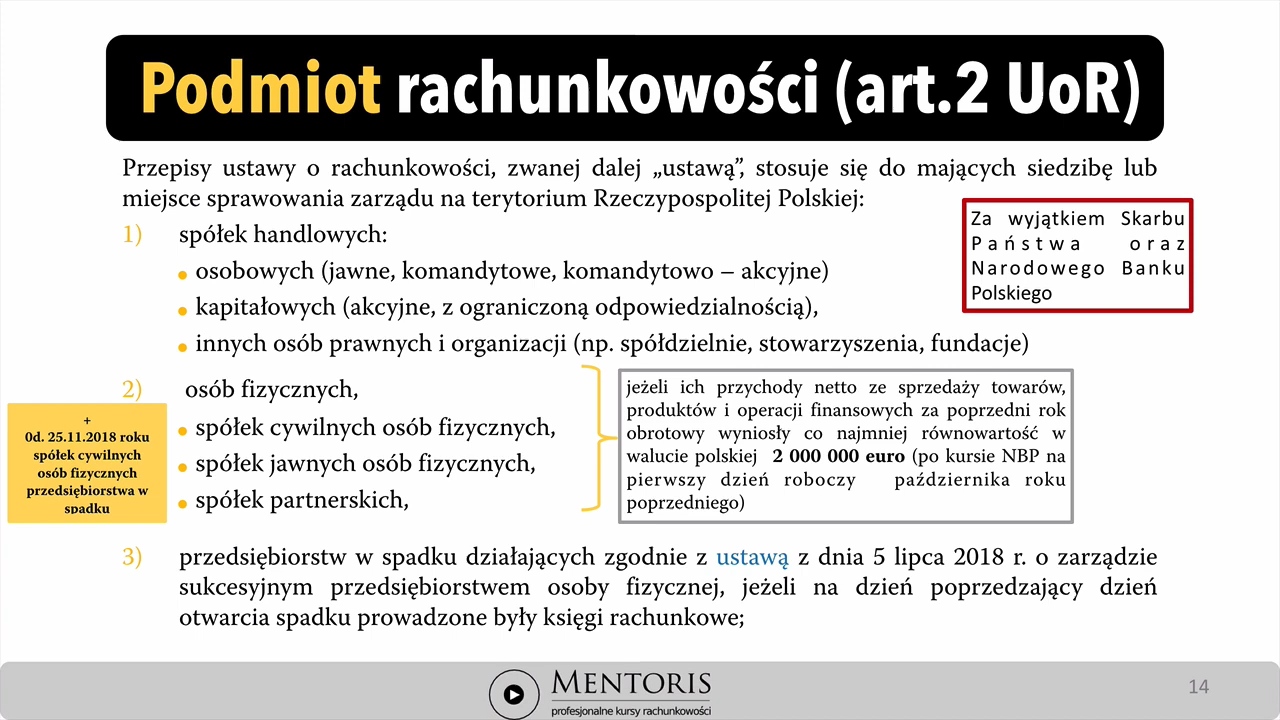 Podmiot rachunkowości (art.2 UoR)
Przepisy ustawy o rachunkowości, zwanej dalej „ustawą”, stosuje się do mających siedzibę lub
miejsce sprawowania zarządu na terytorium Rzeczypospolitej Polskiej:
Za wyjątkiem Skarbu
Państwa oraz
Narodowego Banku
Polskiego
1) spółek handlowych:
• osobowych (jawne, komandytowe, komandytowo – akcyjne)
• kapitałowych (akcyjne, z ograniczoną odpowiedzialnością),
• innych osób prawnych i organizacji (np. spółdzielnie, stowarzyszenia, fundacje)
2) osób fizycznych,
• spółek cywilnych osób fizycznych,
• spółek jawnych osób fizycznych,
• spółek partnerskich,
jeżeli ich przychody netto ze sprzedaży towarów,
produktów i operacji finansowych za poprzedni rok
obrotowy wyniosły co najmniej równowartość w
walucie polskiej 2 000 000 euro (po kursie NBP na
pierwszy dzień roboczy października roku
poprzedniego)
+
0d. 25.11.2018 roku
spółek cywilnych
osób fizycznych
przedsiębiorstwa w
spadku
3) przedsiębiorstw w spadku działających zgodnie z ustawą z dnia 5 lipca 2018 r. o zarządzie
sukcesyjnym przedsiębiorstwem osoby fizycznej, jeżeli na dzień poprzedzający dzień
otwarcia spadku prowadzone były księgi rachunkowe;
MENTORIS
profesjonalne kursy rachunkowości
14